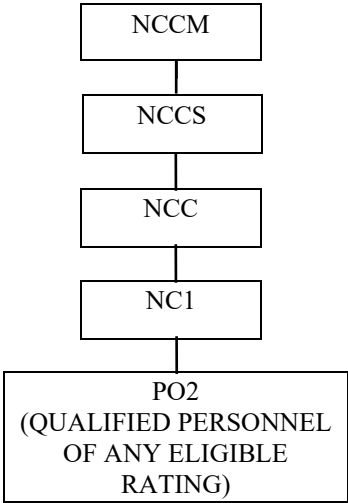 NCCM
NCCS
NCC
NC1
PO2
(QUALIFIED PERSONNEL
OF ANY ELIGIBLE
RATING)